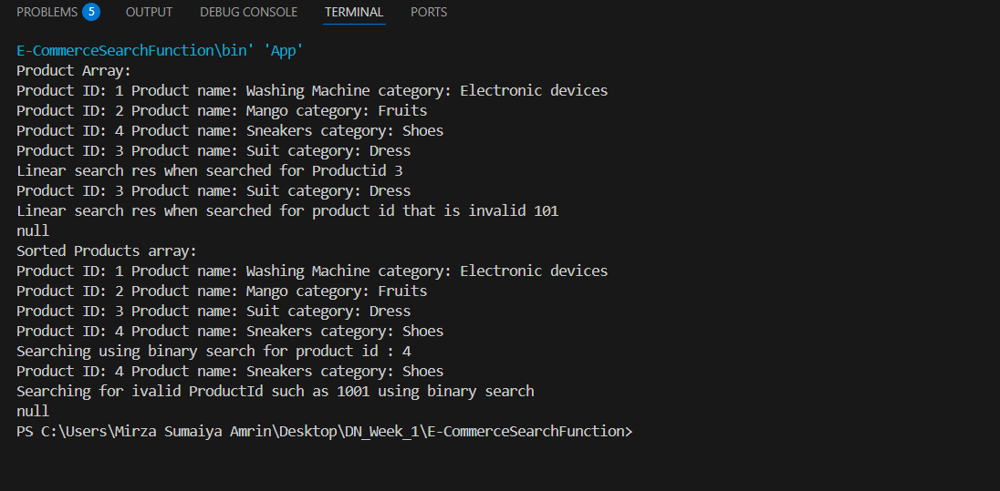 PROBLEMS 5 OUTPUT DEBUG CONSOLE TERMINAL PORTS
E-CommerceSearchFunction\bin' 'App'
Product Array:
Product ID: 1 Product name: Washing Machine category: Electronic devices
Product ID: 2 Product name: Mango category: Fruits
Product ID: 4 Product name: Sneakers category: Shoes
Product ID: 3 Product name: Suit category: Dress
Linear search res when searched for Productid 3
Product ID: 3 Product name: Suit category: Dress
Linear search res when searched for product id that is invalid 101
null
Sorted Products array:
Product ID: 1 Product name: Washing Machine category: Electronic devices
Product ID: 2 Product name: Mango category: Fruits
Product ID: 3 Product name: Suit category: Dress
Product ID: 4 Product name: Sneakers category: Shoes
Searching using binary search for product id : 4
Product ID: 4 Product name: Sneakers category: Shoes
Searching for ivalid ProductId such as 1001 using binary search
null
PS C:\Users\Mirza Sumaiya Amrin\Desktop\DN_Week_1\E-CommerceSearchFunction>